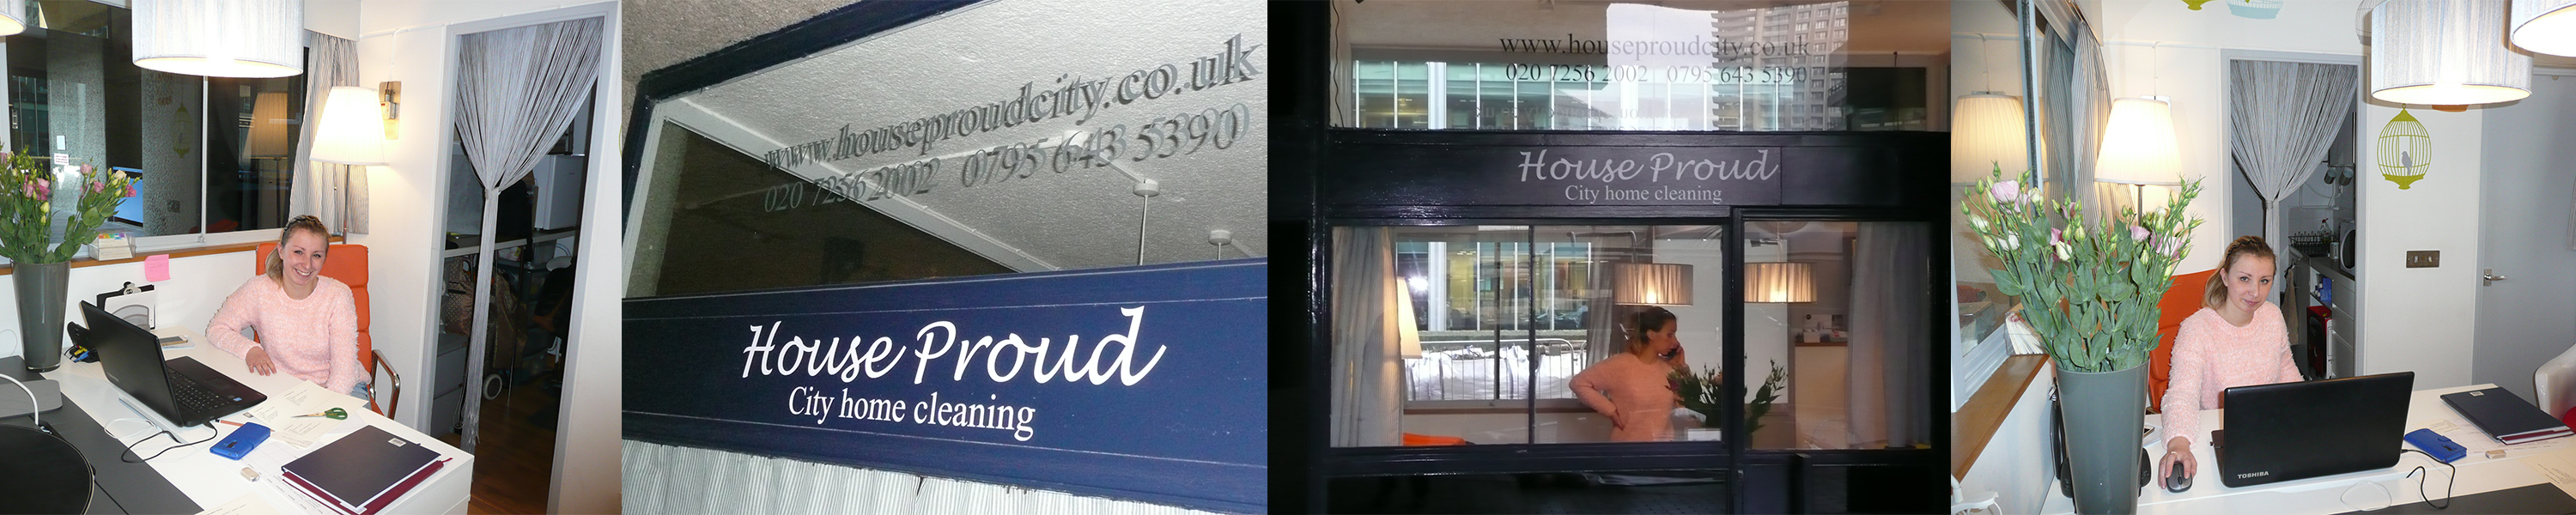 www.houseproudcity.co.uk
020 7256 2002 0795 643 5390
House Proud
City home cleaning
www.houseproudcity.co.uk
020 7256 2002 0795 643 5390
House Proud
City home cleaning
TOSHIBA